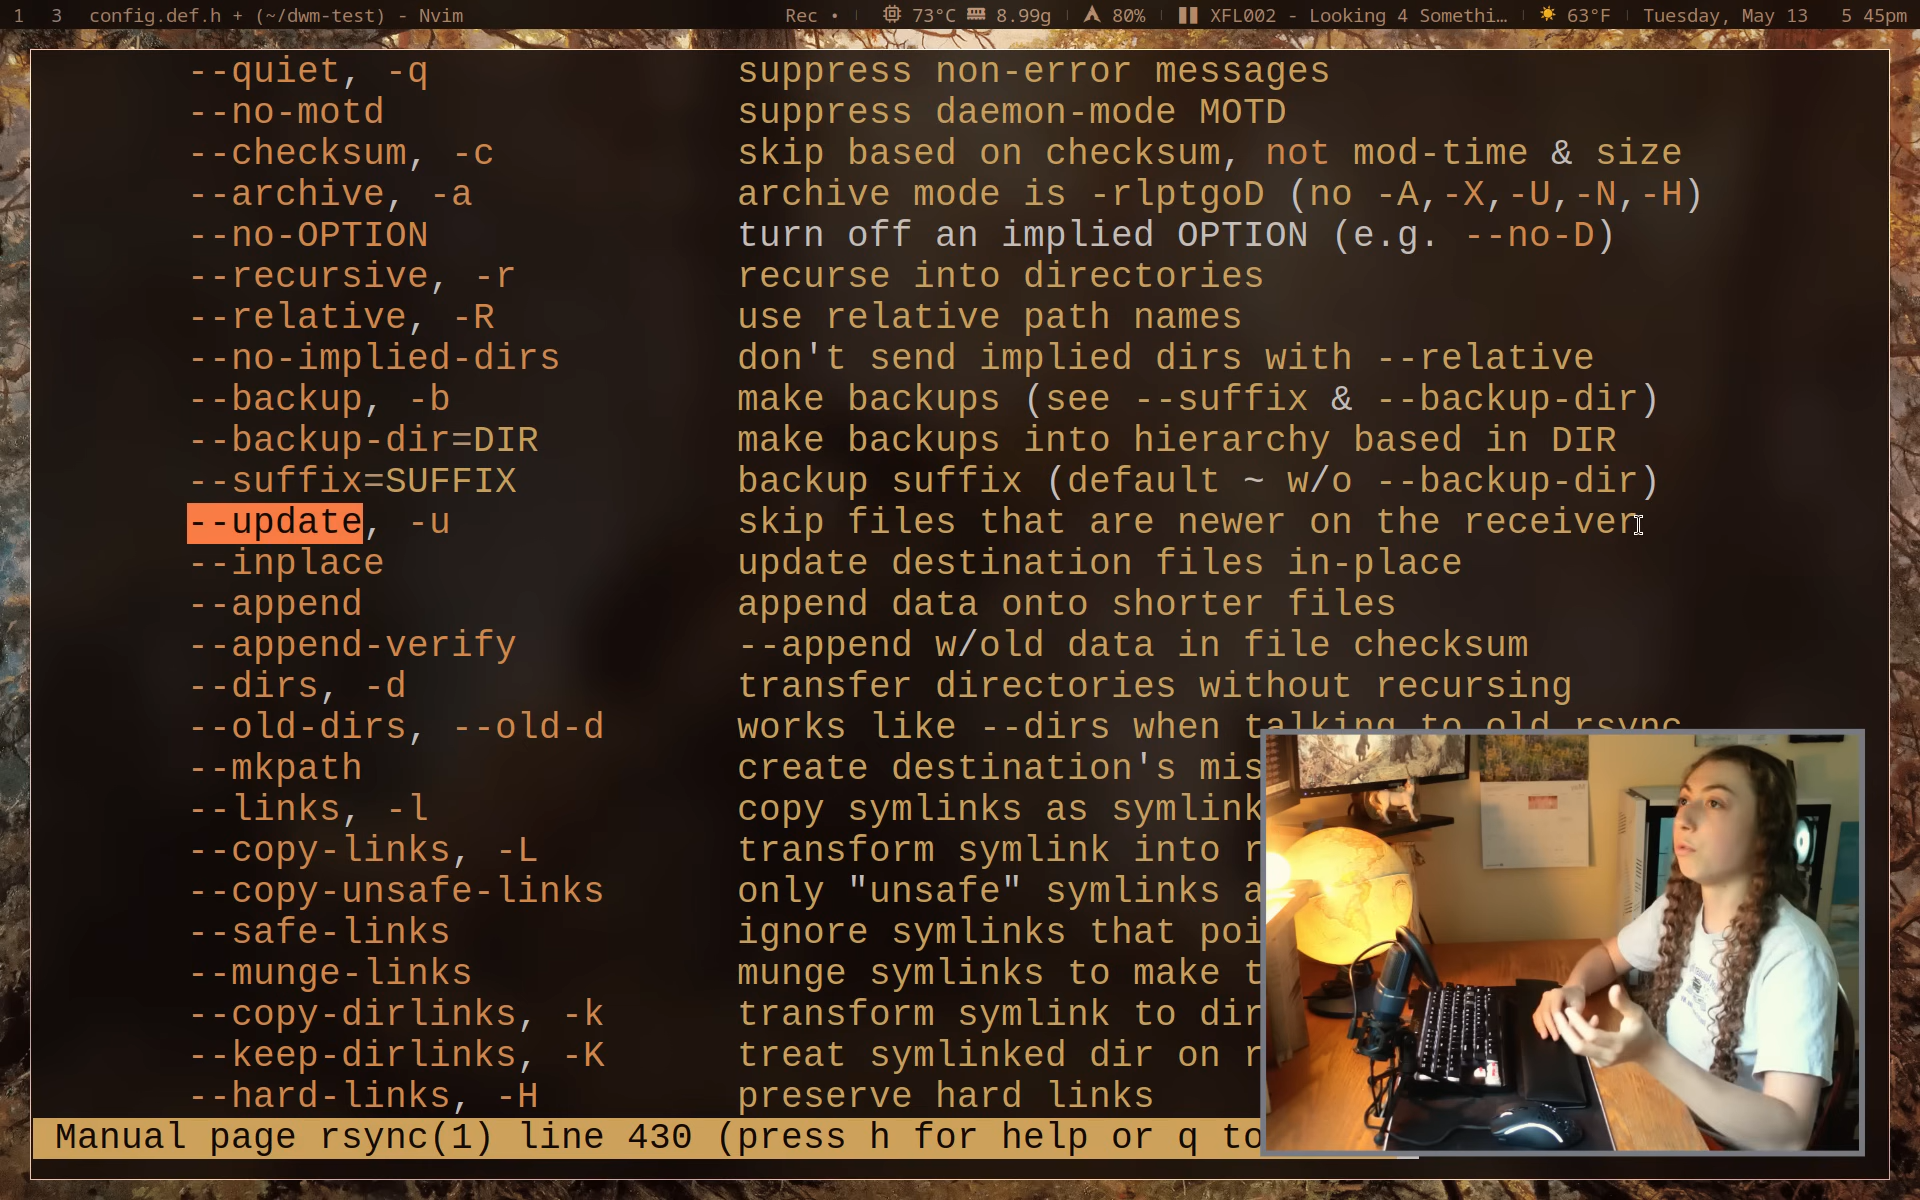 1 3 config.def.h + (~/dwm-test) - Nvim Rec • 73°C 8.99g 80% XFL002 - Looking 4 Somethi… 63°F Tuesday, May 13 5 45pm
--quiet, -q suppress non-error messages
--no-motd suppress daemon-mode MOTD
--checksum, -c skip based on checksum, not mod-time & size
--archive, -a archive mode is -rlptgoD (no -A,-X,-U,-N,-H)
--no-OPTION turn off an implied OPTION (e.g. --no-D)
--recursive, -r recurse into directories
--relative, -R use relative path names
--no-implied-dirs don't send implied dirs with --relative
--backup, -b make backups (see --suffix & --backup-dir)
--backup-dir=DIR make backups into hierarchy based in DIR
--suffix=SUFFIX backup suffix (default ~ w/o --backup-dir)
--update, -u skip files that are newer on the receiver
--inplace update destination files in-place
--append append data onto shorter files
--append-verify --append w/old data in file checksum
--dirs, -d transfer directories without recursing
--old-dirs, --old-d works like --dirs when talking to old rsync
--mkpath create destination's mis
--links, -l copy symlinks as symlink
--copy-links, -L transform symlink into r
--copy-unsafe-links only "unsafe" symlinks a
--safe-links ignore symlinks that poi
--munge-links munge symlinks to make t
--copy-dirlinks, -k transform symlink to dir
--keep-dirlinks, -K treat symlinked dir on r
--hard-links, -H preserve hard links
Manual page rsync(1) line 430 (press h for help or q to